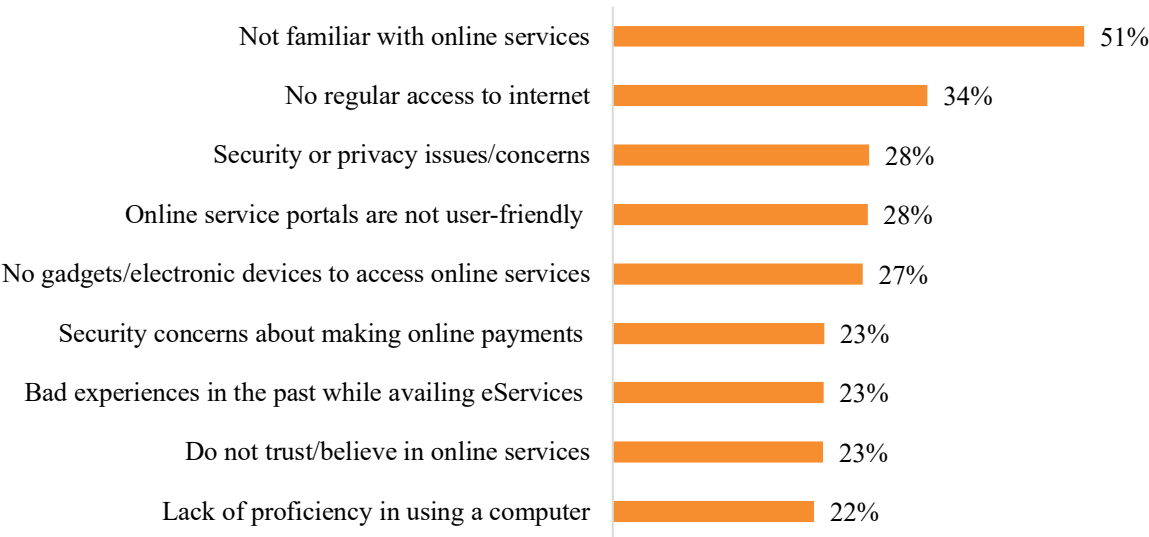 Not familiar with online services 51%
No regular access to internet 34%
Security or privacy issues/concerns 28%
Online service portals are not user-friendly 28%
No gadgets/electronic devices to access online services 27%
Security concerns about making online payments 23%
Bad experiences in the past while availing eServices 23%
Do not trust/believe in online services 23%
Lack of proficiency in using a computer 22%